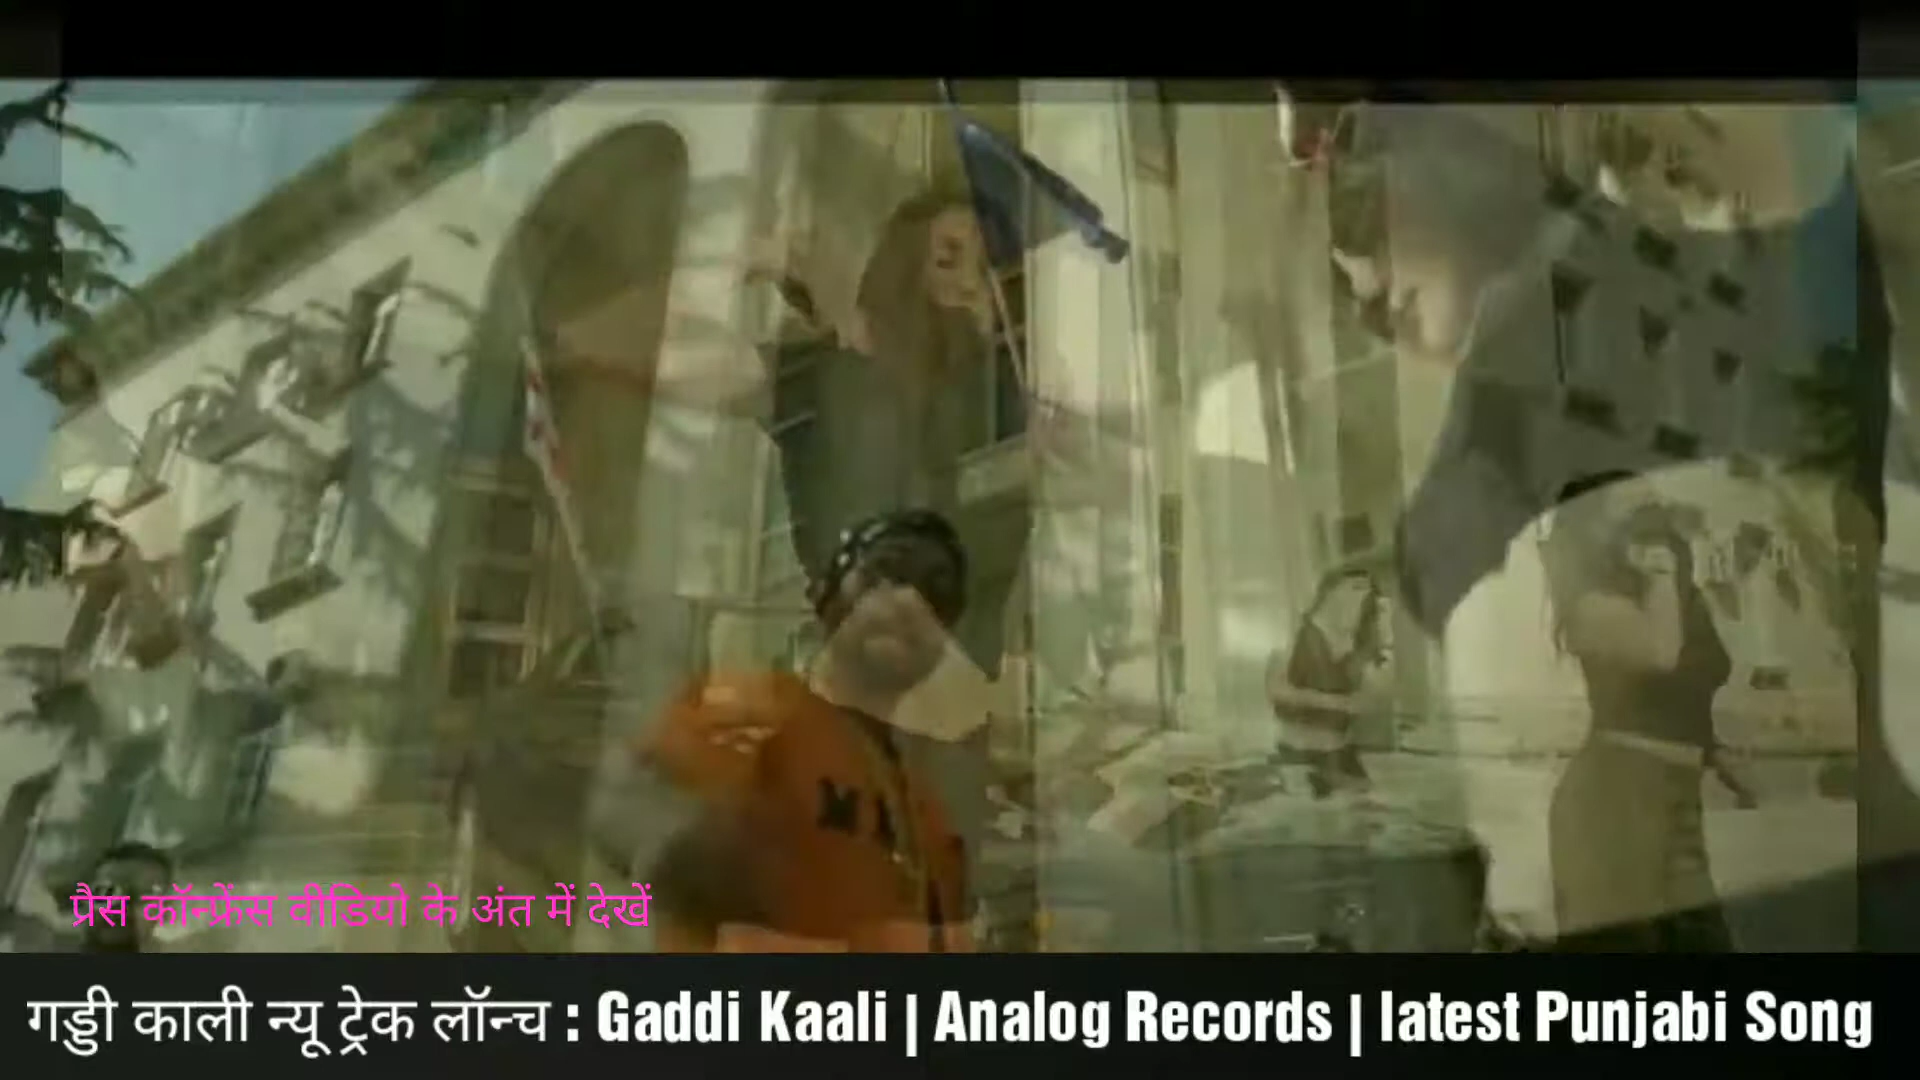 प्रैस कॉन्फ्रेंस वीडियो के अंत में देखें
गड्डी काली न्यू ट्रेक लॉन्च : Gaddi Kaali | Analog Records | latest Punjabi Song